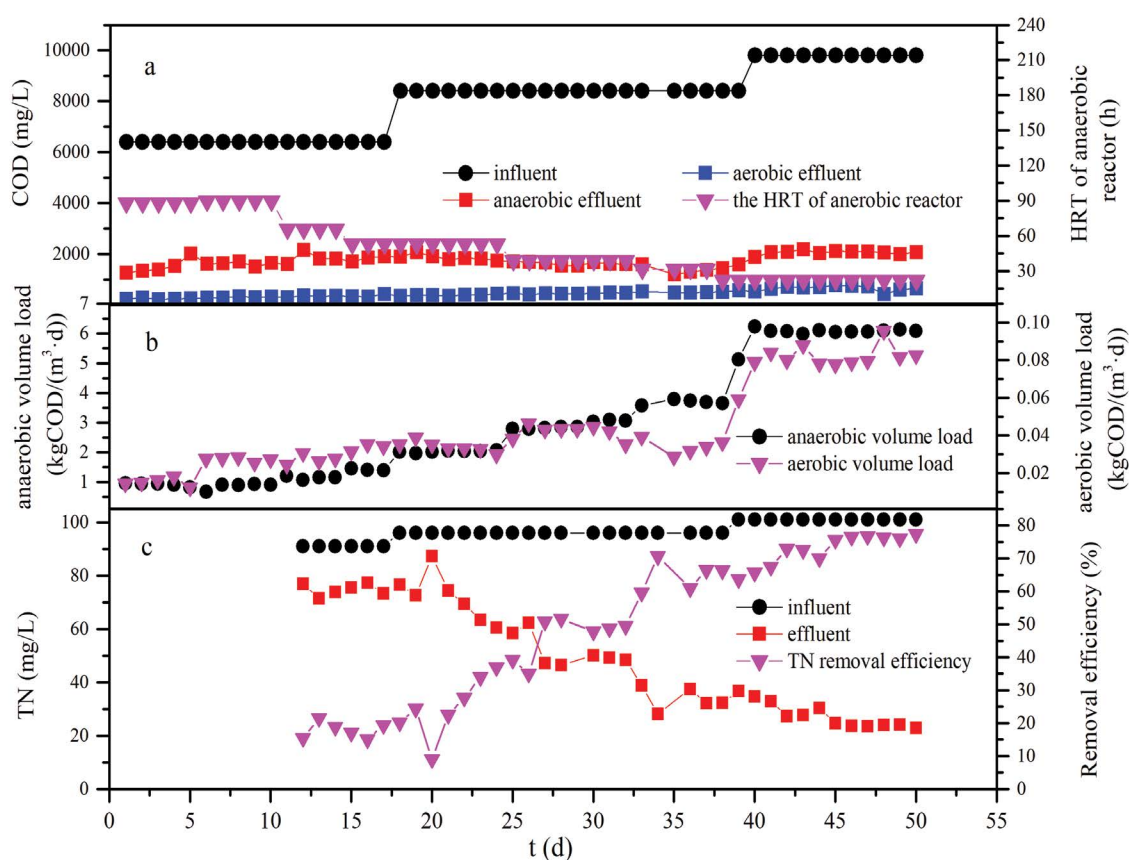 a
COD (mg/L)
10000
8000
6000
4000
2000
240
210
180
150
120
90
60
30
HRT of anaerobic
reactor (h)
influent
aerobic effluent
anaerobic effluent
the HRT of anerobic reactor
b
anaerobic volume load
(kgCOD/(m³·d)
7
6
5
4
3
2
1
0.10
0.08
0.06
0.04
0.02
aerobic volume load
(kgCOD/(m³·d)
anaerobic volume load
aerobic volume load
c
TN (mg/L)
100
80
60
40
20
0
80
70
60
50
40
30
20
10
0
Removal efficiency (%)
influent
effluent
TN removal efficiency
0
5
10
15
20
25
30
35
40
45
50
55
t (d)